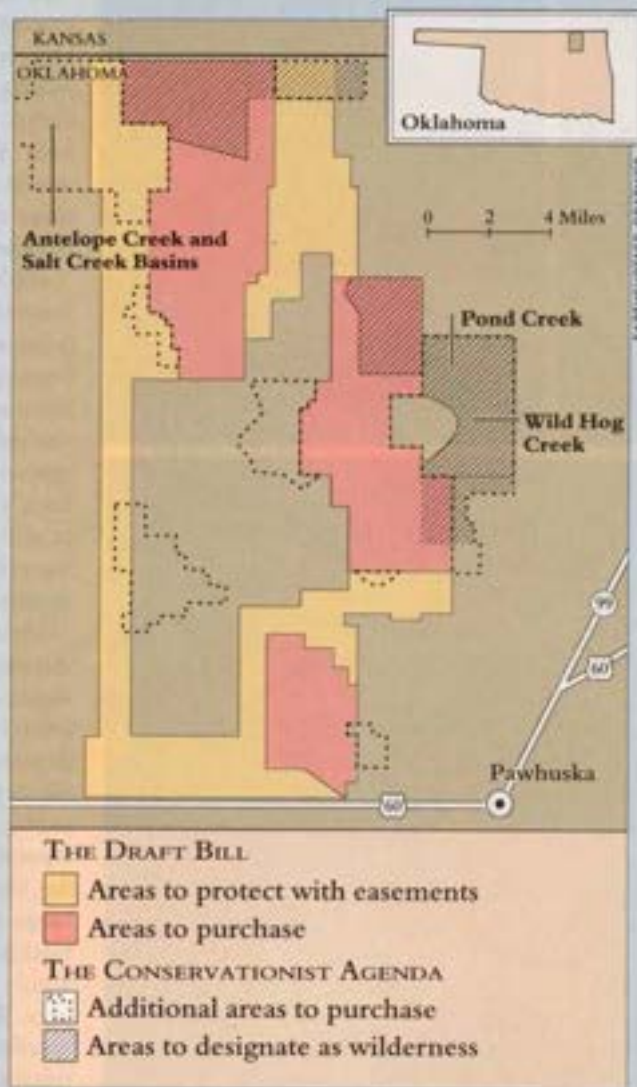 KANSAS
OKLAHOMA
Oklahoma
0 2 4 Miles
Antelope Creek and
Salt Creek Basins
Pond Creek
Wild Hog
Creek
99
60
Pawhuska
60
THE DRAFT BILL
Areas to protect with easements
Areas to purchase
THE CONSERVATIONIST AGENDA
Additional areas to purchase
Areas to designate as wilderness